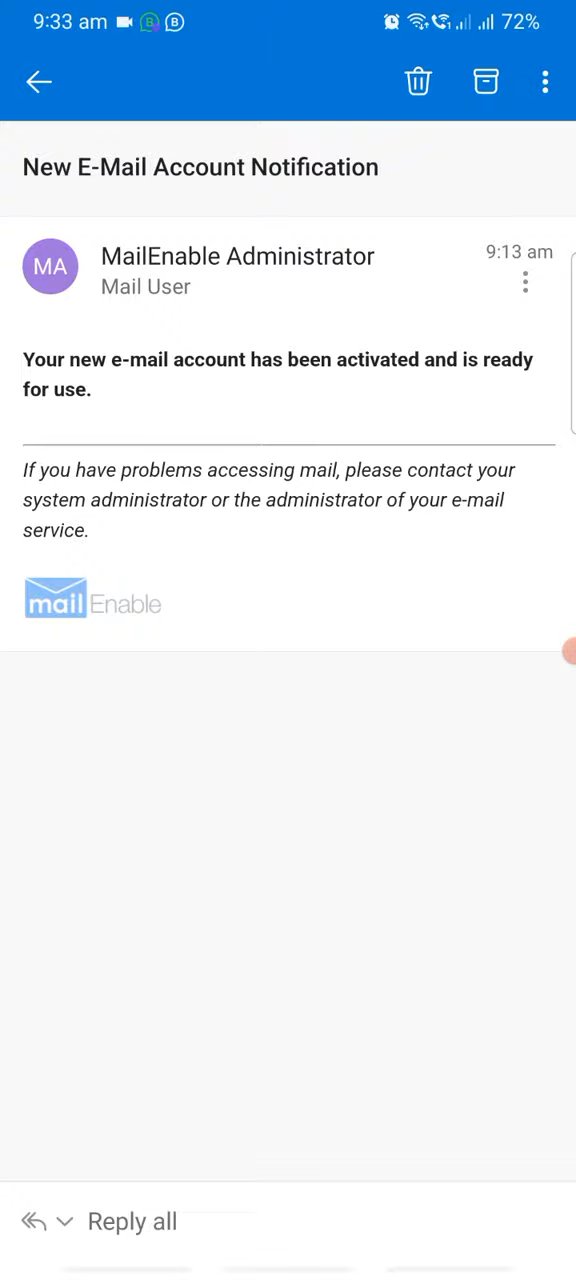 9:33 am
72%
New E-Mail Account Notification
MA
MailEnable Administrator
9:13 am
Mail User
Your new e-mail account has been activated and is ready
for use.
If you have problems accessing mail, please contact your
system administrator or the administrator of your e-mail
service.
mailEnable
Reply all